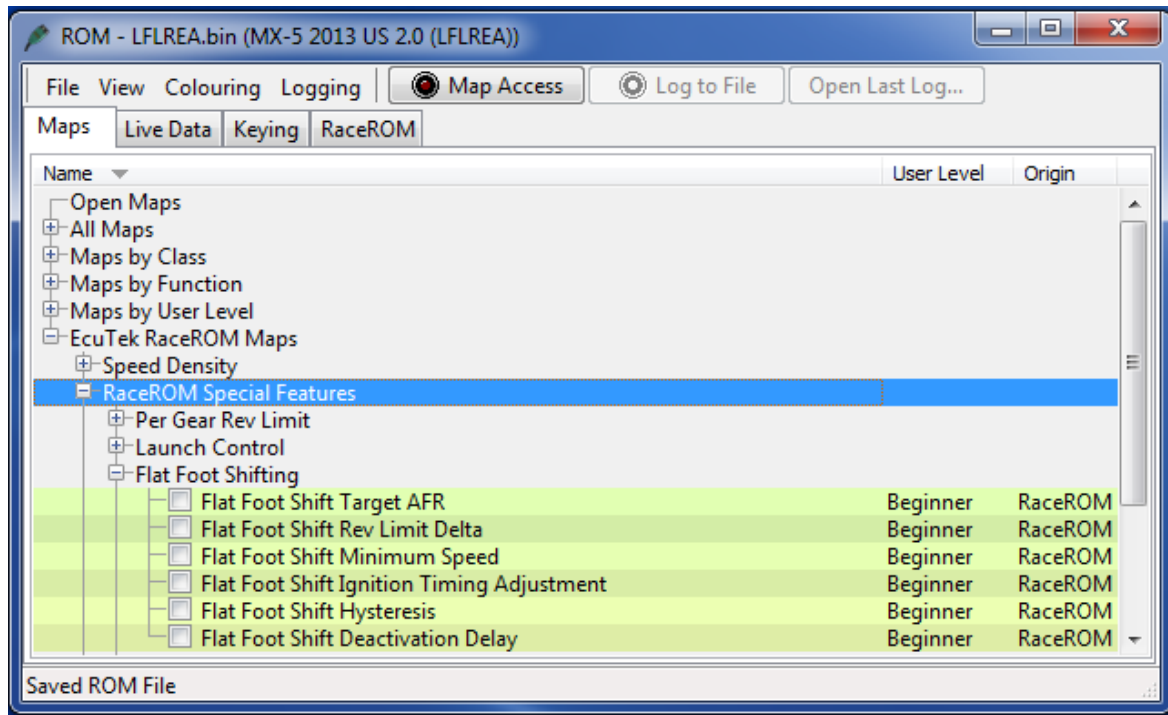 ROM - LFLREA.bin (MX-5 2013 US 2.0 (LFLREA))
File View Colouring Logging Map Access Log to File Open Last Log...
Maps Live Data Keying RaceROM
Name User Level Origin
Open Maps
All Maps
Maps by Class
Maps by Function
Maps by User Level
EcuTek RaceROM Maps
Speed Density
RaceROM Special Features
Per Gear Rev Limit
Launch Control
Flat Foot Shifting
Flat Foot Shift Target AFR Beginner RaceROM
Flat Foot Shift Rev Limit Delta Beginner RaceROM
Flat Foot Shift Minimum Speed Beginner RaceROM
Flat Foot Shift Ignition Timing Adjustment Beginner RaceROM
Flat Foot Shift Hysteresis Beginner RaceROM
Flat Foot Shift Deactivation Delay Beginner RaceROM
Saved ROM File